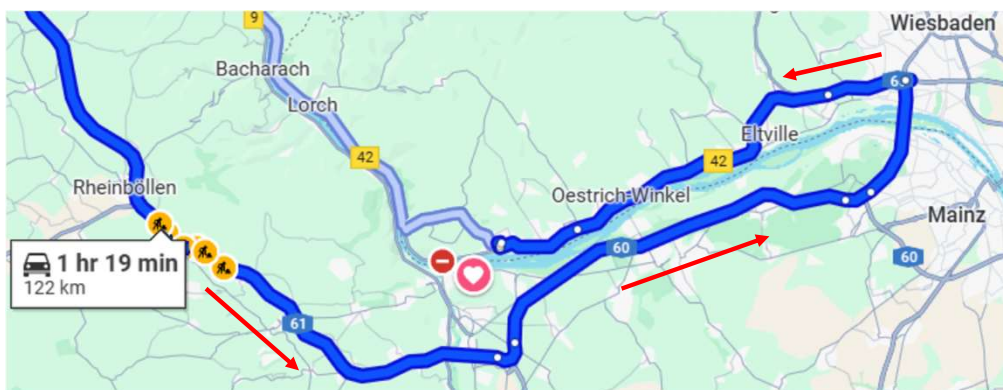 9
Wiesbaden
Bacharach
6
Lorch
Eltville
42
42
Rheinböllen
Oestrich-Winkel
Mainz
60
60
1 hr 19 min
122 km
61